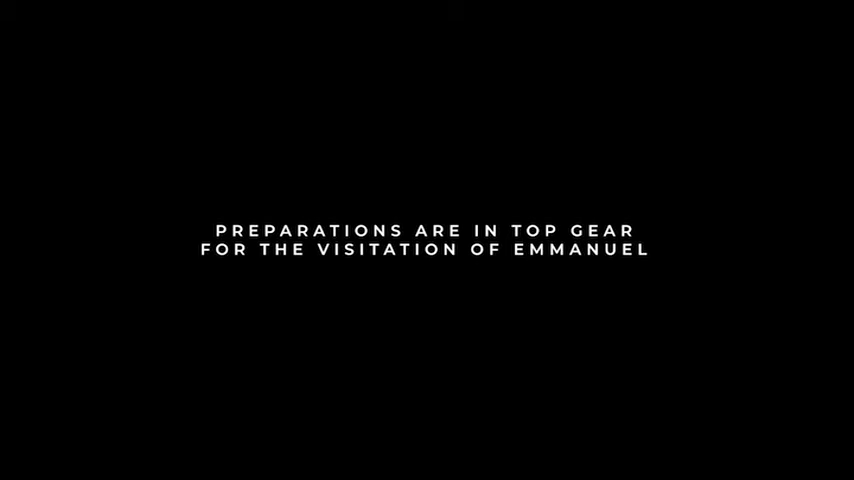 PREPARATIONS ARE IN TOP GEAR
FOR THE VISITATION OF EMMANUEL